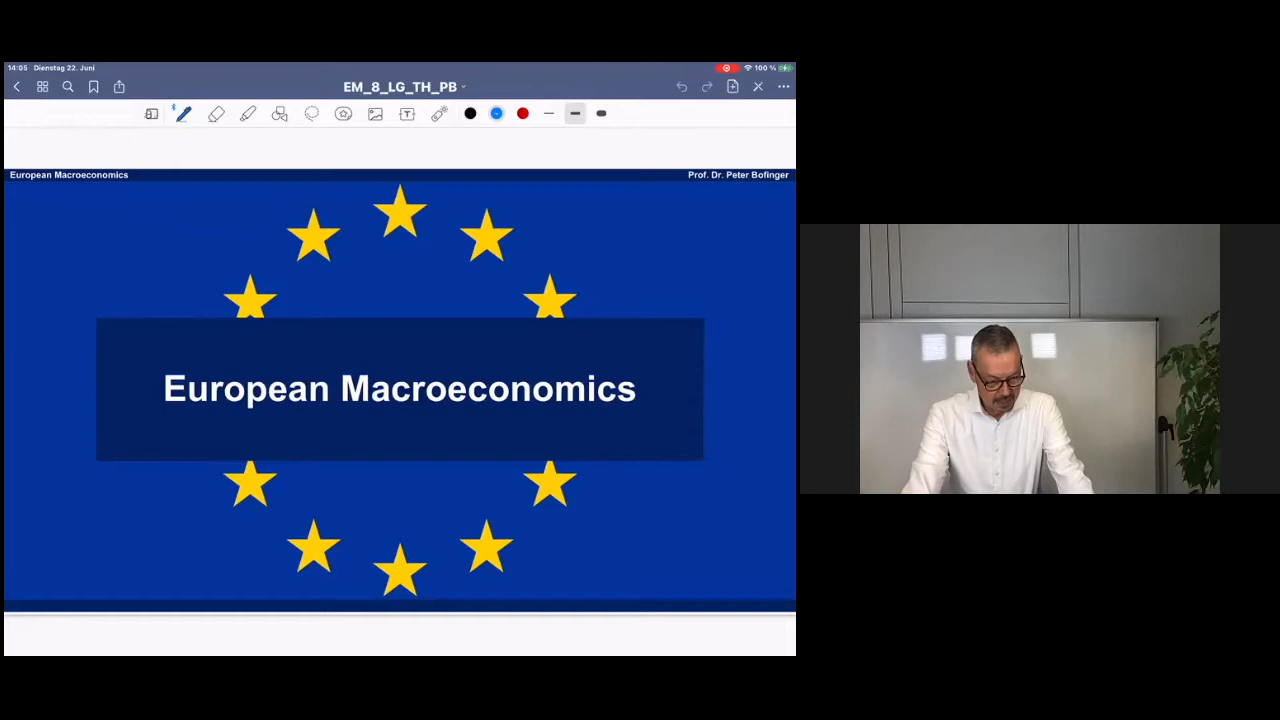 14:05 Dienstag 22. Juni
100 %
EM_8_LG_TH_PB
T
European Macroeconomics
Prof. Dr. Peter Bofinger
European Macroeconomics